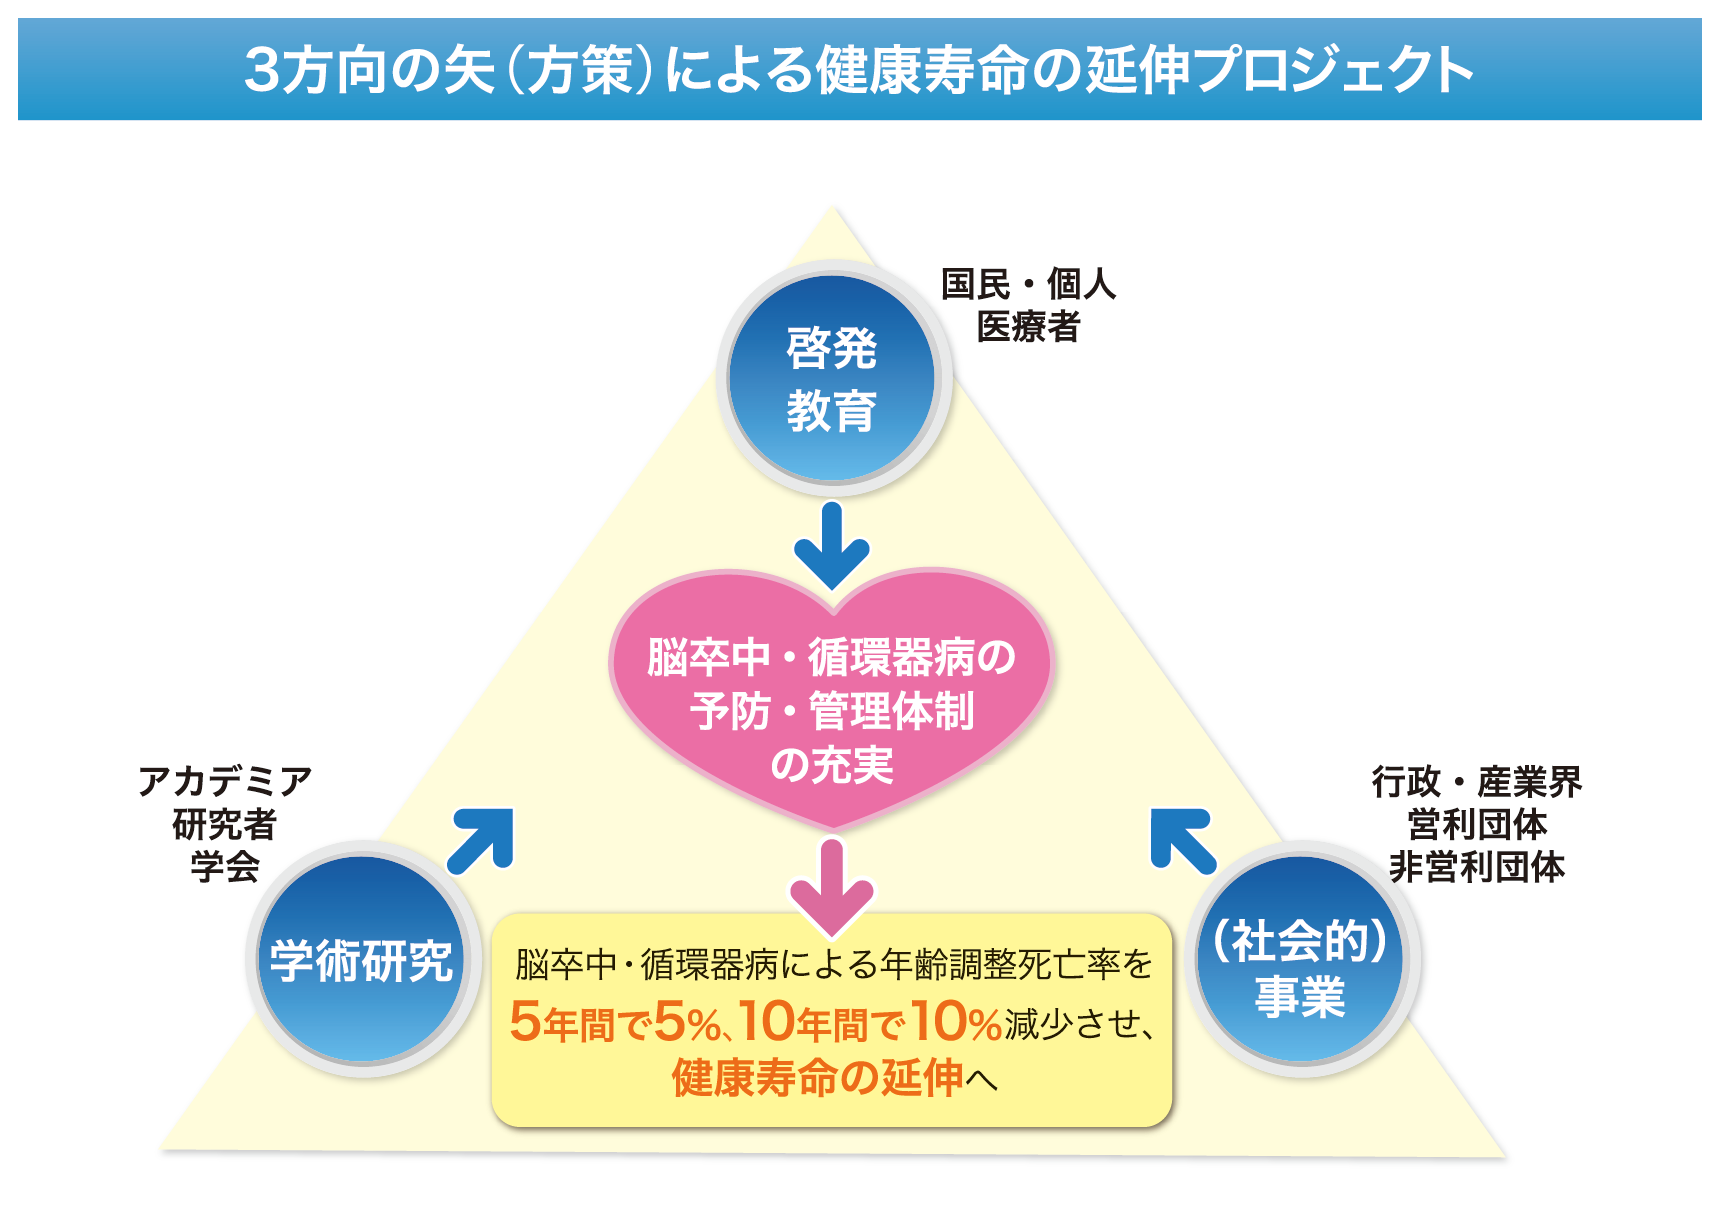 3方向の矢（方策）による健康寿命の延伸プロジェクト
国民・個人
医療者
啓発
教育
脳卒中・循環器病の
予防・管理体制
の充実
アカデミア
研究者
学会
学術研究
行政・産業界
営利団体
非営利団体
（社会的）
事業
脳卒中・循環器病による年齢調整死亡率を
5年間で5%、10年間で10%減少させ、
健康寿命の延伸へ